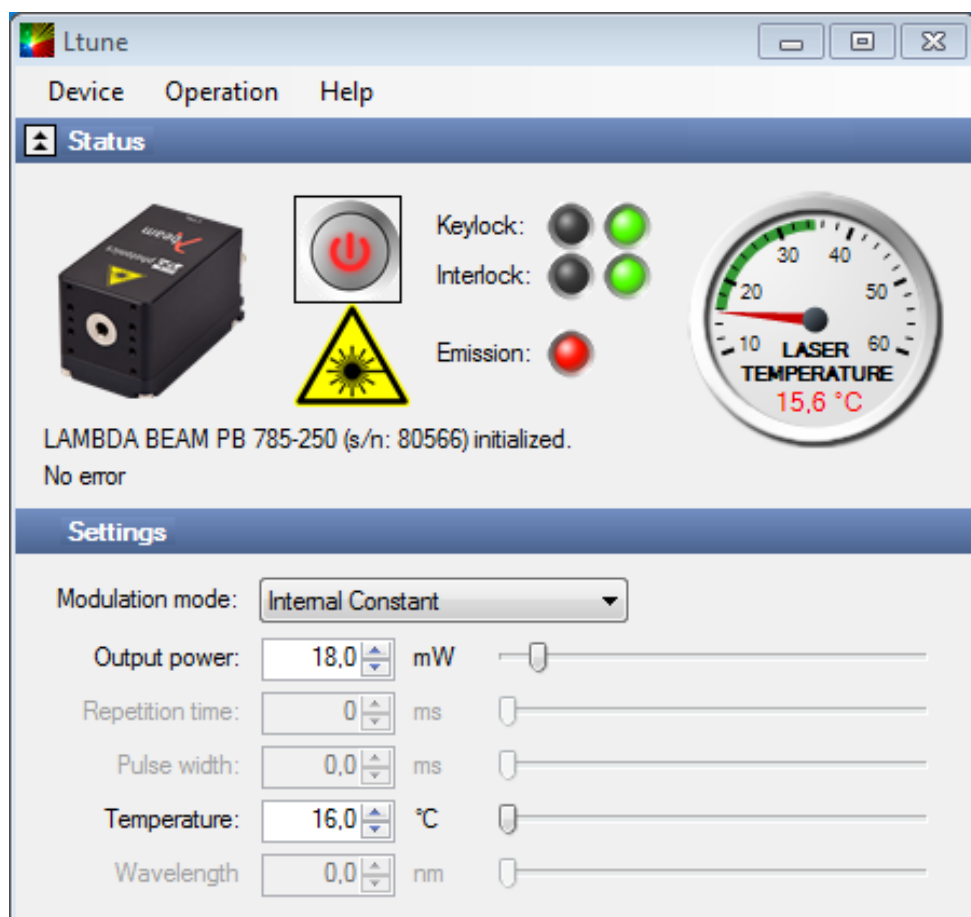 Ltune
Device Operation Help
Status
Keylock:
Interlock:
Emission:
20 30 40 50
10 LASER 60
TEMPERATURE
15,6 °C
LAMBDA BEAM PB 785-250 (s/n: 80566) initialized.
No error
Settings
Modulation mode: Internal Constant
Output power: 18,0 mW
Repetition time: 0 ms
Pulse width: 0,0 ms
Temperature: 16,0 °C
Wavelength 0,0 nm